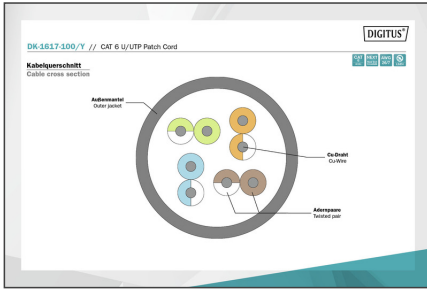 DIGITUS®
DK-1617-100/Y // CAT 6 U/UTP Patch Cord
Kabelquerschnitt
Cable cross section
Außenmantel
Outer jacket
Cu-Draht
Cu-Wire
Aderspaare
Twisted pair